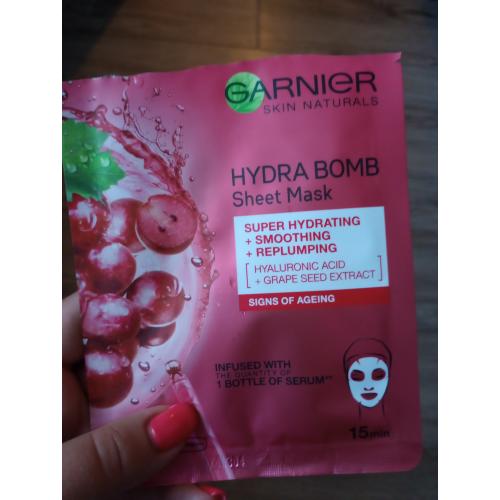 GARNIER
SKIN NATURALS
HYDRA BOMB
Sheet Mask
SUPER HYDRATING
+ SMOOTHING
+ REPLUMPING
[ HYALURONIC ACID
+ GRAPE SEED EXTRACT ]
SIGNS OF AGEING
INFUSED WITH
THE QUANTITY OF
1 BOTTLE OF SERUM**
15min